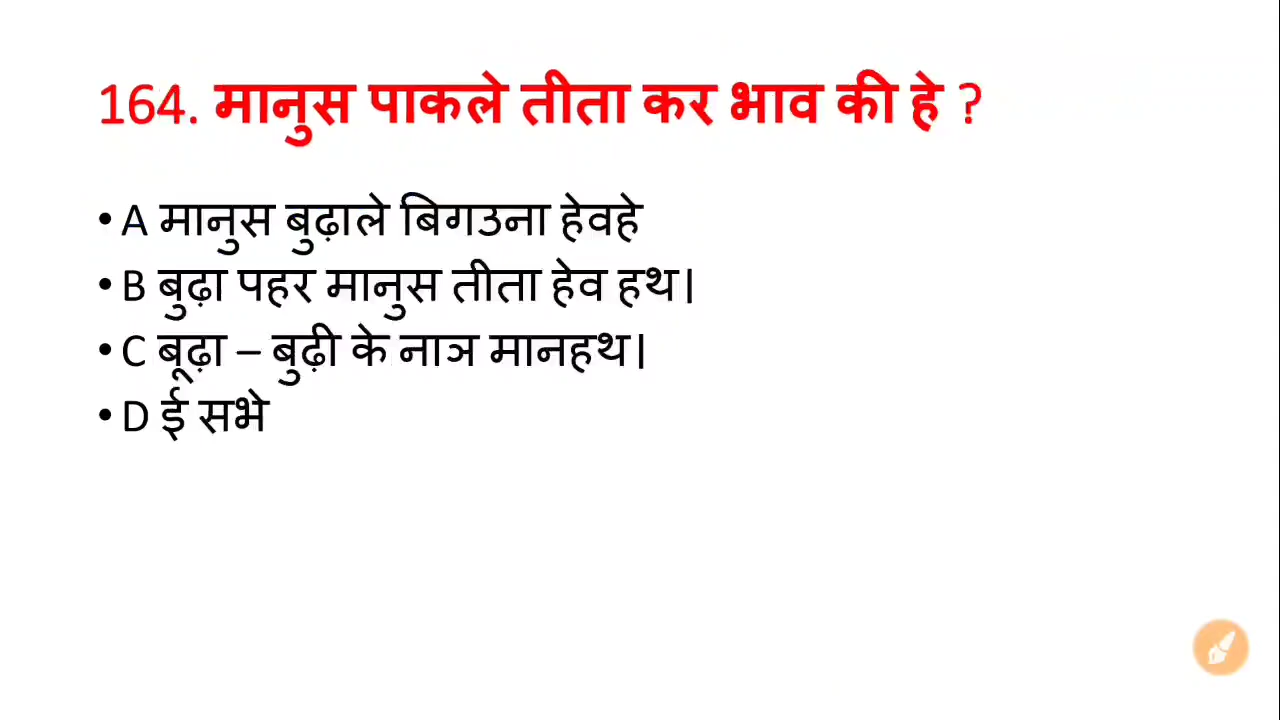 164. मानुस पाकले तीता कर भाव की हे ?
• A मानुस बुढ़ाले बिगउना हेवहे
• B बुढ़ा पहर मानुस तीता हेव हथ।
• C बूढ़ा – बुढ़ी के नाञ मानहथ।
• D ई सभे